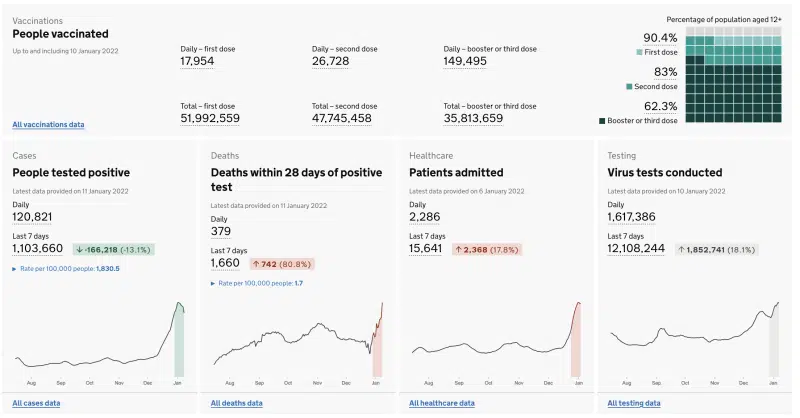 Vaccinations
People vaccinated
Up to and including 10 January 2022
Daily – first dose
17,954
Daily – second dose
26,728
Daily – booster or third dose
149,495
Total – first dose
51,992,559
Total – second dose
47,745,458
Total – booster or third dose
35,813,659
All vaccinations data
Percentage of population aged 12+
90.4%
First dose
83%
Second dose
62.3%
Booster or third dose
Cases
People tested positive
Latest data provided on 11 January 2022
Daily
120,821
Last 7 days
1,103,660
-166,218 (-13.1%)
Rate per 100,000 people: 1,830.5
Aug Sep Oct Nov Dec Jan
All cases data
Deaths
Deaths within 28 days of positive
test
Latest data provided on 11 January 2022
Daily
379
Last 7 days
1,660
742 (80.8%)
Rate per 100,000 people: 1.7
Aug Sep Oct Nov Dec Jan
All deaths data
Healthcare
Patients admitted
Latest data provided on 6 January 2022
Daily
2,286
Last 7 days
15,641
2,368 (17.8%)
Aug Sep Oct Nov Dec Jan
All healthcare data
Testing
Virus tests conducted
Latest data provided on 10 January 2022
Daily
1,617,386
Last 7 days
12,108,244
1,852,741 (18.1%)
Aug Sep Oct Nov Dec Jan
All testing data